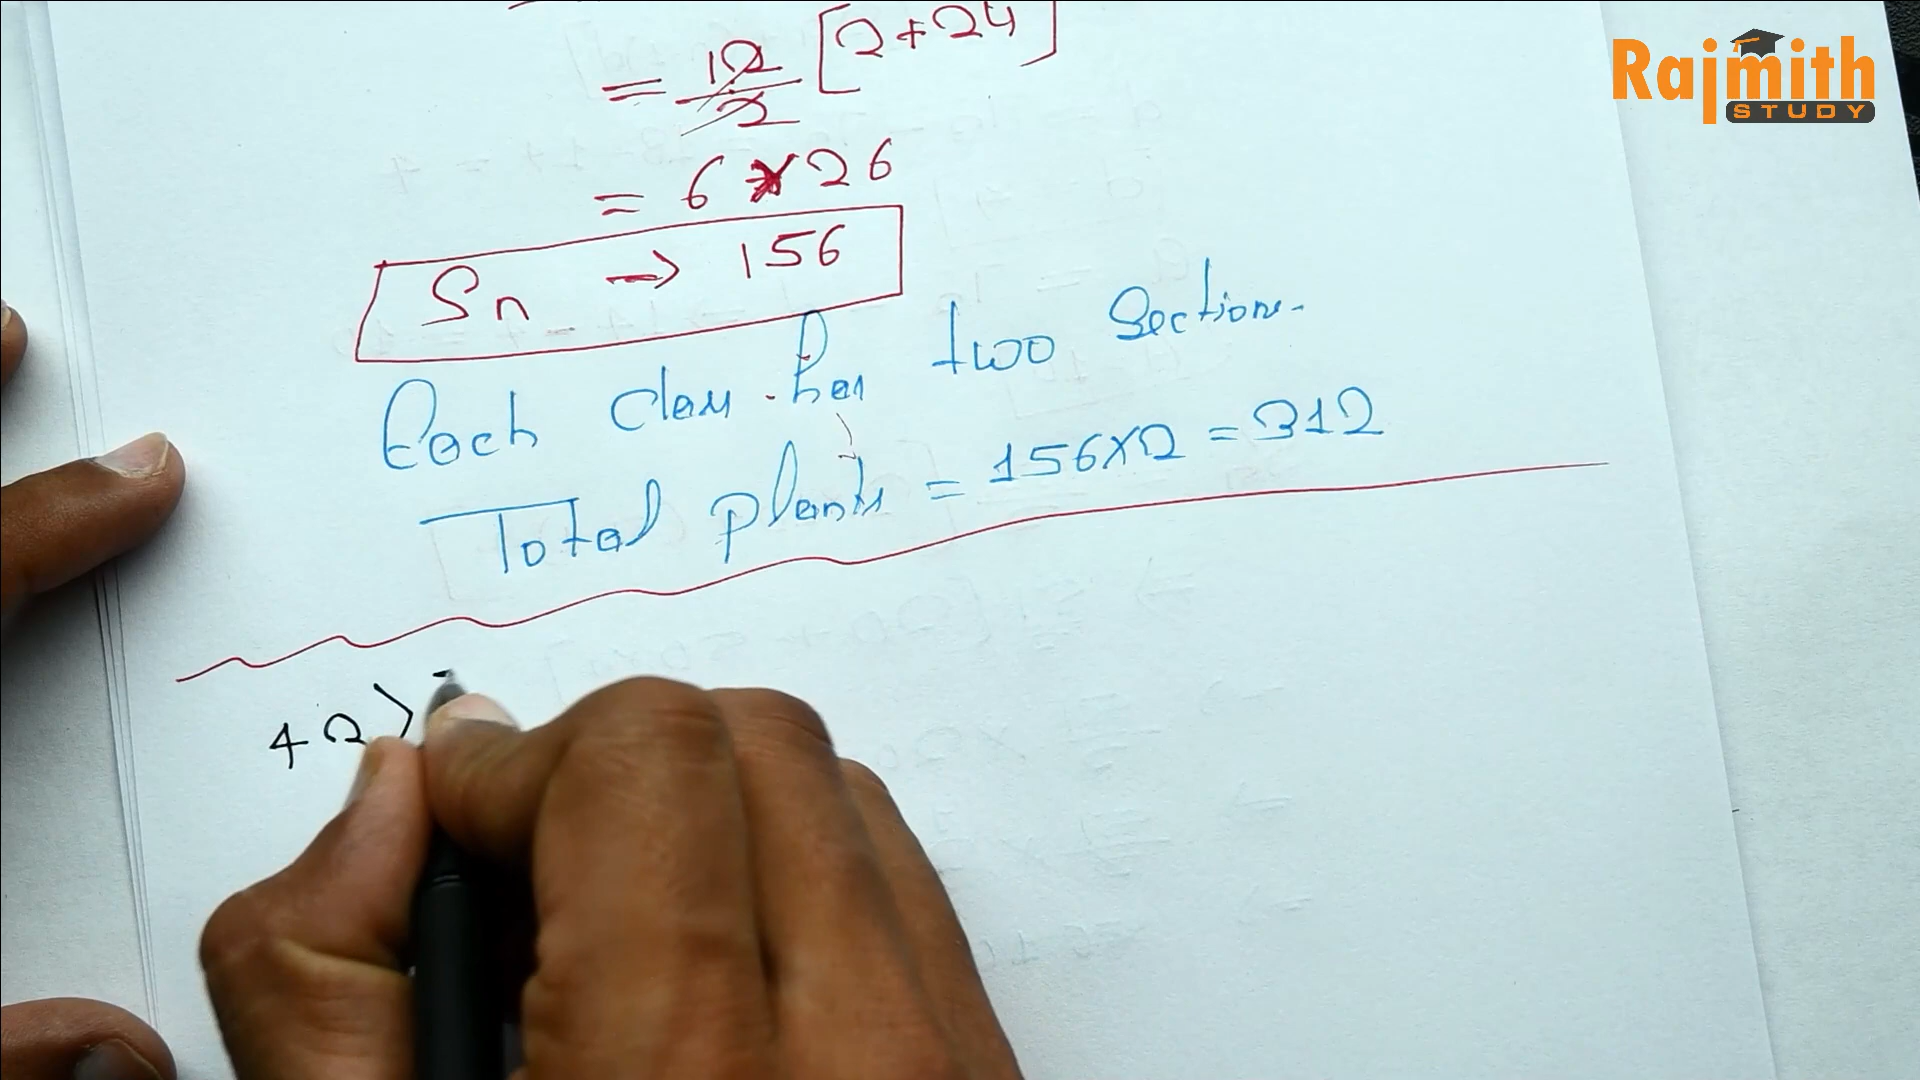 Rajmith
STUDY
= 12/2 [2+24]
= 6 × 26
Sn → 156
Each class has two section.
Total plants = 156×2 = 312
42)